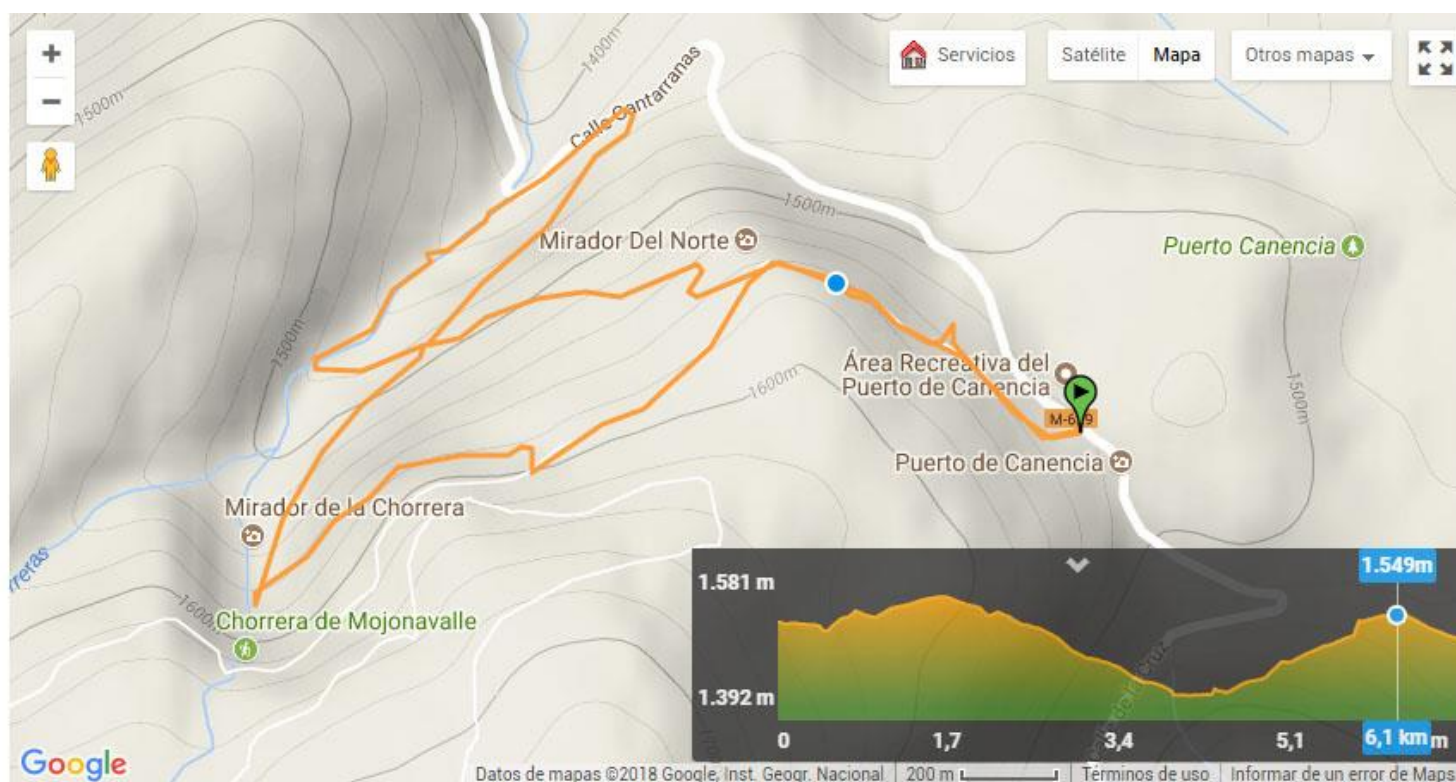 +
−
Servicios
Satélite
Mapa
Otros mapas
1400m
1500m
Calle Cantarranas
1500m
Mirador Del Norte
Puerto Canencia
1500m
Área Recreativa del
Puerto de Canencia
1600m
1500m
Puerto de Canencia
Mirador de la Chorrera
1600m
Chorrera de Mojonavalle
1.581 m
1.549m
1.392 m
0
1,7
3,4
5,1
6,1 km
m
Google
Datos de mapas ©2018 Google, Inst. Geogr. Nacional
200 m
Términos de uso
Informar de un error de Maps